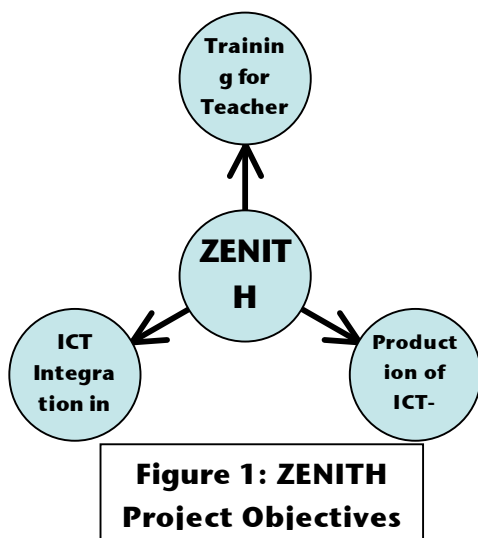 Trainin
g for
Teacher
ZENIT
H
ICT
Integra
tion in
Product
ion of
ICT-
Figure 1: ZENITH
Project Objectives